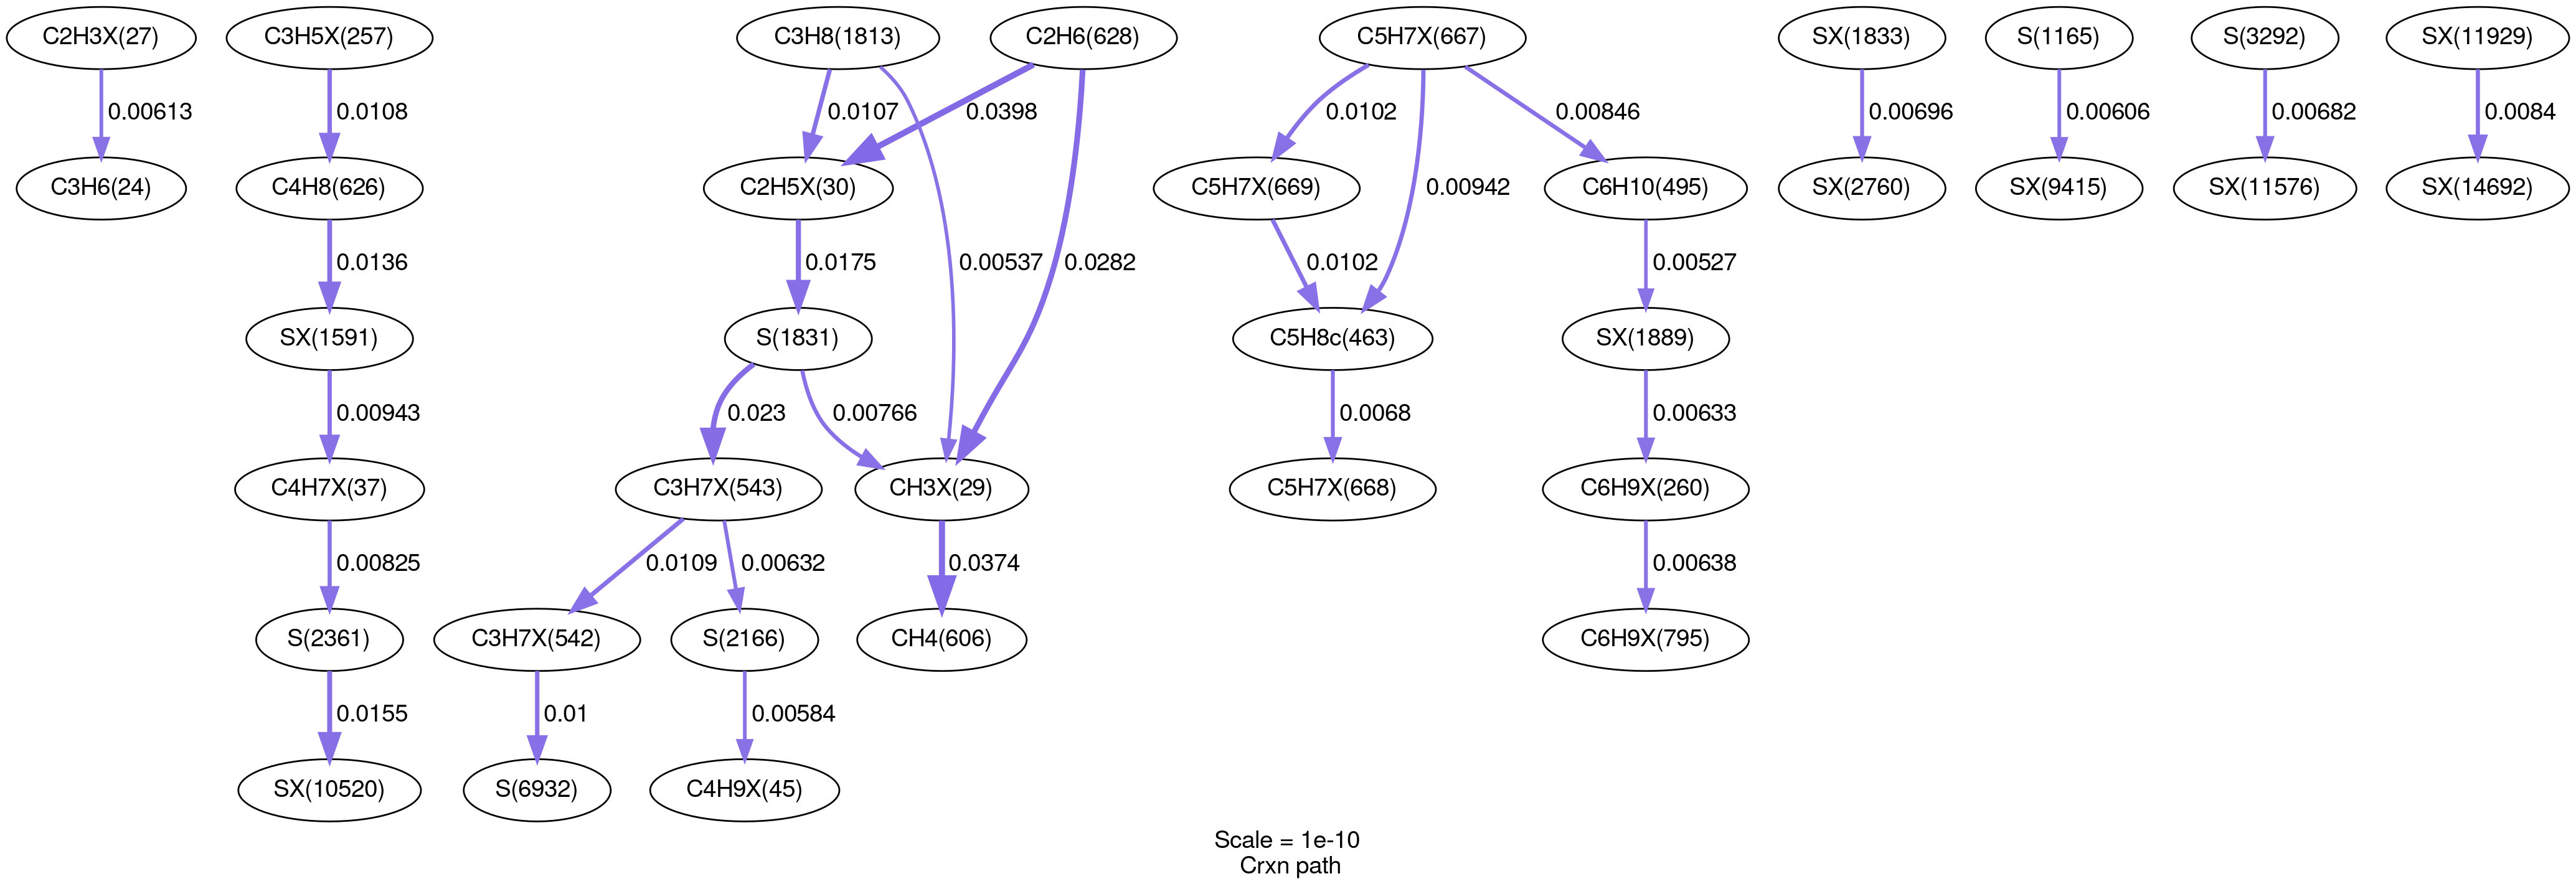 C2H3X(27)
C3H5X(257)
C3H8(1813)
C2H6(628)
C5H7X(667)
SX(1833)
S(1165)
S(3292)
SX(11929)
0.00613
0.0108
0.0107
0.0398
0.0102
0.00846
0.00696
0.00606
0.00682
0.0084
C3H6(24)
C4H8(626)
C2H5X(30)
C5H7X(669)
0.00942
C6H10(495)
SX(2760)
SX(9415)
SX(11576)
SX(14692)
0.0136
0.0175
0.00537
0.0282
0.0102
0.00527
SX(1591)
S(1831)
C5H8c(463)
SX(1889)
0.00943
0.023
0.00766
0.0068
0.00633
C4H7X(37)
C3H7X(543)
CH3X(29)
C5H7X(668)
C6H9X(260)
0.00825
0.0109
0.00632
0.0374
0.00638
S(2361)
C3H7X(542)
S(2166)
CH4(606)
C6H9X(795)
0.0155
0.01
0.00584
SX(10520)
S(6932)
C4H9X(45)
Scale = 1e-10
Crxn path